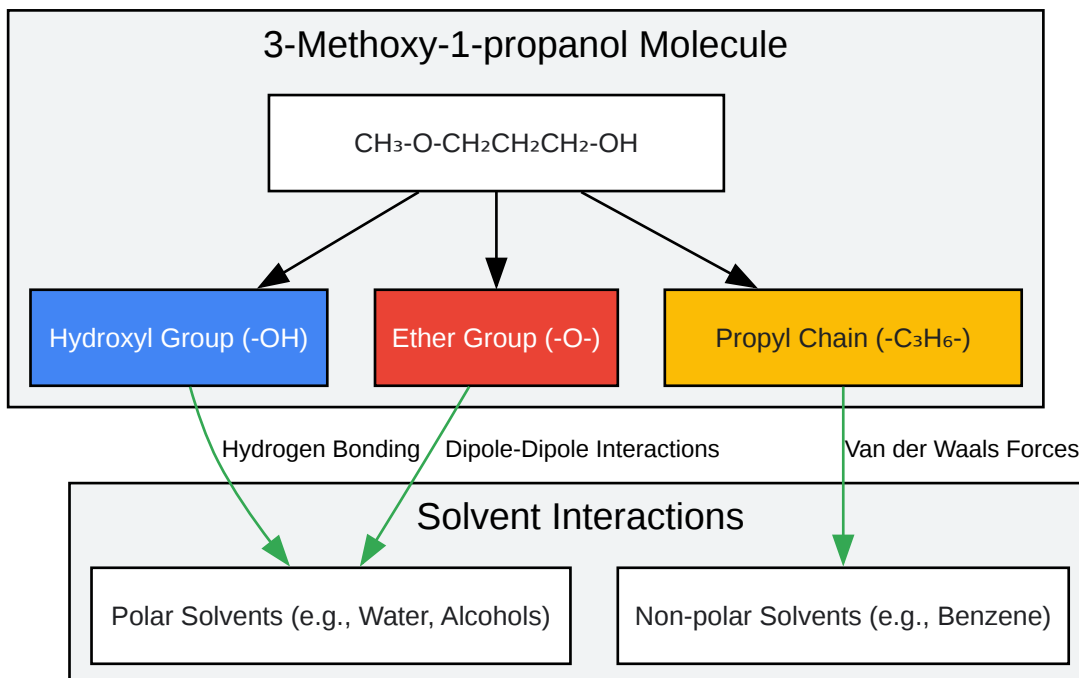 3-Methoxy-1-propanol Molecule
CH₃-O-CH₂CH₂CH₂-OH
Hydroxyl Group (-OH)
Ether Group (-O-)
Propyl Chain (-C₃H₆-)
Hydrogen Bonding
Dipole-Dipole Interactions
Van der Waals Forces
Solvent Interactions
Polar Solvents (e.g., Water, Alcohols)
Non-polar Solvents (e.g., Benzene)